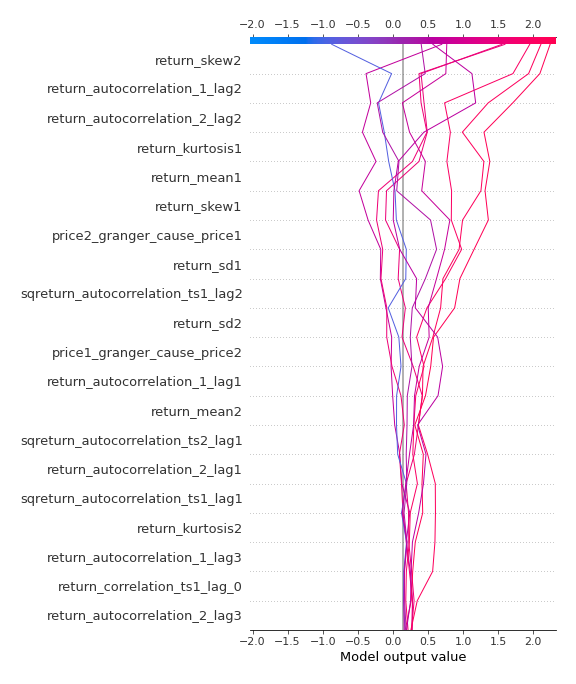 −2.0 −1.5 −1.0 −0.5 0.0 0.5 1.0 1.5 2.0
return_skew2
return_autocorrelation_1_lag2
return_autocorrelation_2_lag2
return_kurtosis1
return_mean1
return_skew1
price2_granger_cause_price1
return_sd1
sqreturn_autocorrelation_ts1_lag2
return_sd2
price1_granger_cause_price2
return_autocorrelation_1_lag1
return_mean2
sqreturn_autocorrelation_ts2_lag1
return_autocorrelation_2_lag1
sqreturn_autocorrelation_ts1_lag1
return_kurtosis2
return_autocorrelation_1_lag3
return_correlation_ts1_lag_0
return_autocorrelation_2_lag3
−2.0 −1.5 −1.0 −0.5 0.0 0.5 1.0 1.5 2.0
Model output value